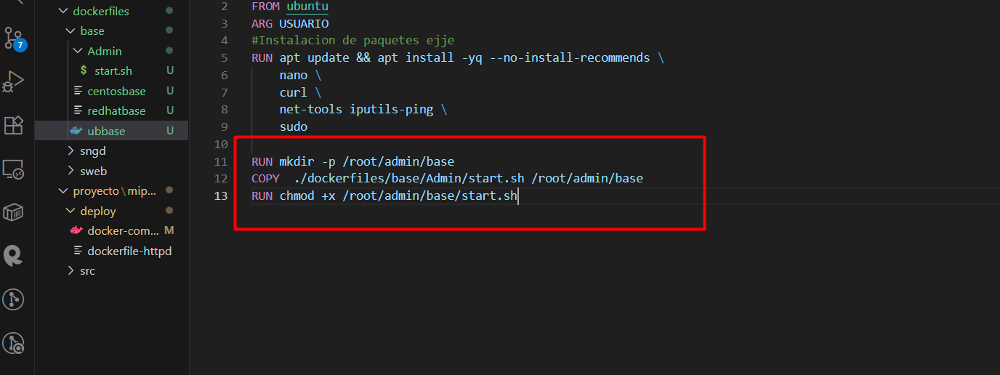 dockerfiles
base
Admin
$ start.sh U
centosbase U
redhatbase U
ubbase U
sngd
sweb
proyecto\mip...
deploy
docker-com... M
dockerfile-httpd
src
7
2 FROM ubuntu
3 ARG USUARIO
4 #Instalacion de paquetes ejje
5 RUN apt update && apt install -yq --no-install-recommends \
6 nano \
7 curl \
8 net-tools iputils-ping \
9 sudo
10
11 RUN mkdir -p /root/admin/base
12 COPY  ./dockerfiles/base/Admin/start.sh /root/admin/base
13 RUN chmod +x /root/admin/base/start.sh